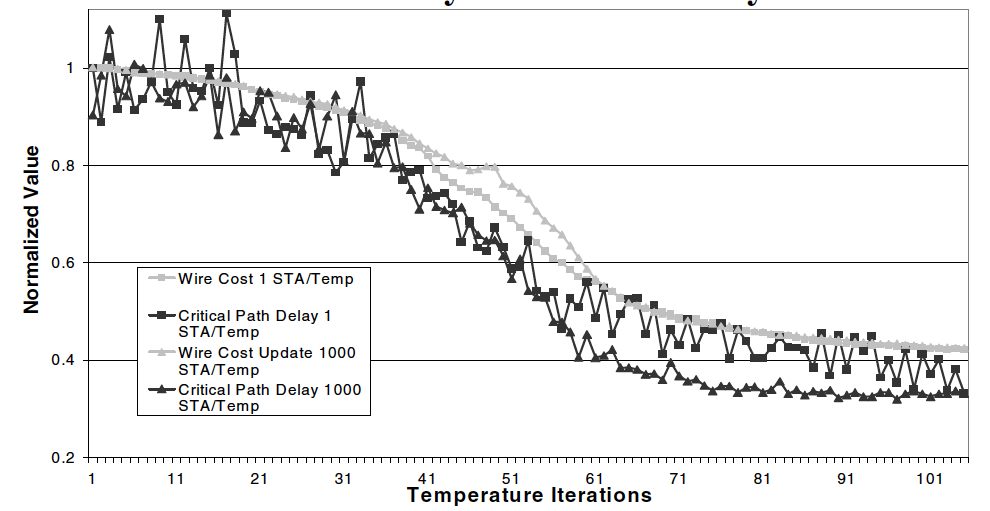 1
0.8
0.6
0.4
0.2
Normalized Value
Wire Cost 1 STA/Temp
Critical Path Delay 1
STA/Temp
Wire Cost Update 1000
STA/Temp
Critical Path Delay 1000
STA/Temp
1 11 21 31 41 51 61 71 81 91 101
Temperature Iterations